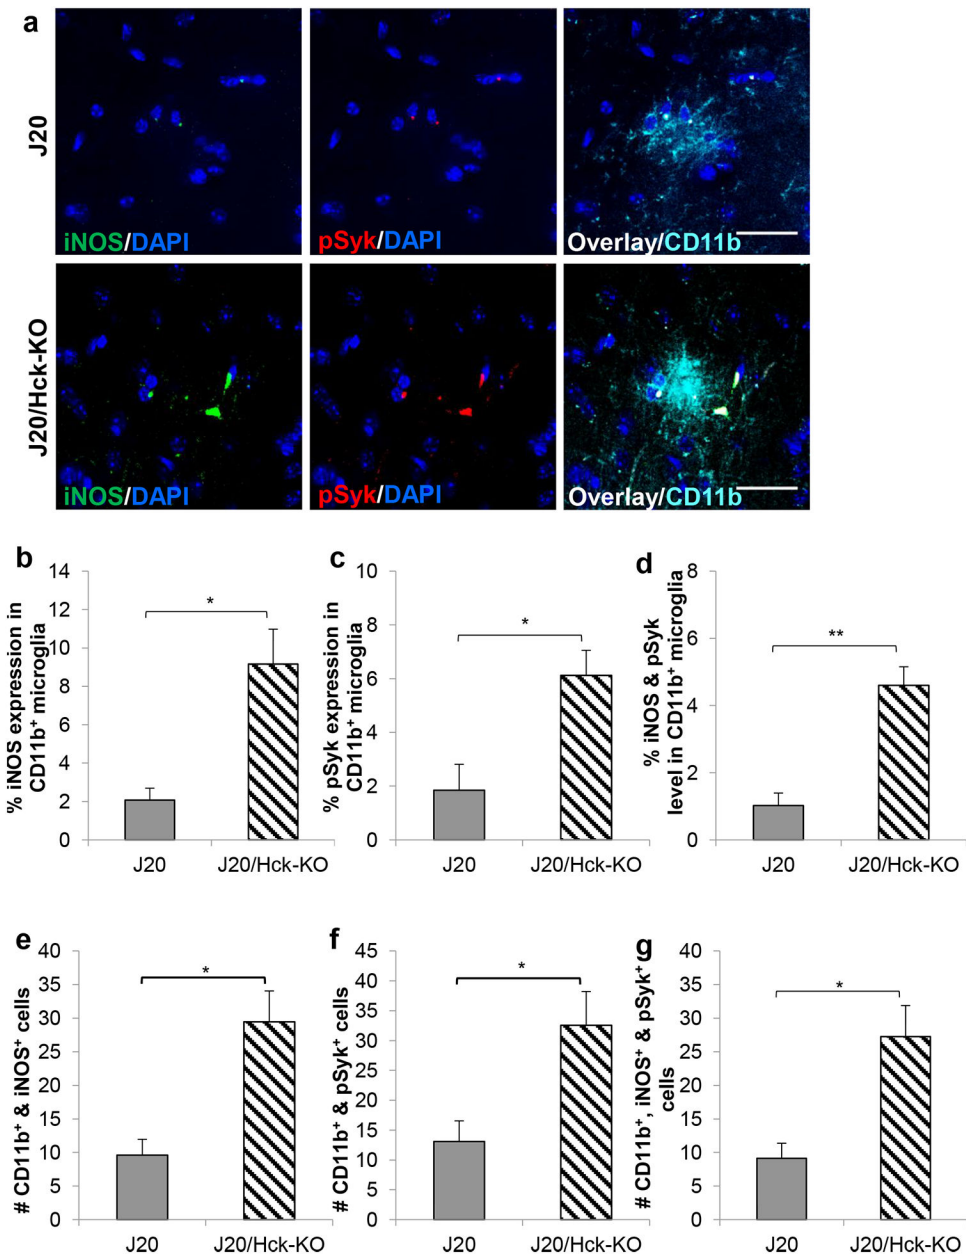 a
J20
iNOS/DAPI
pSyk/DAPI
Overlay/CD11b
J20/Hck-KO
iNOS/DAPI
pSyk/DAPI
Overlay/CD11b
b
% iNOS expression in
CD11b⁺ microglia
14
12
10
8
6
4
2
0
*
J20
J20/Hck-KO
c
% pSyk expression in
CD11b⁺ microglia
10
8
6
4
2
0
*
J20
J20/Hck-KO
d
% iNOS & pSyk
level in CD11b⁺ microglia
8
6
4
2
0
**
J20
J20/Hck-KO
e
# CD11b⁺ & iNOS⁺ cells
40
35
30
25
20
15
10
5
0
*
J20
J20/Hck-KO
f
# CD11b⁺ & pSyk⁺ cells
45
40
35
30
25
20
15
10
5
0
*
J20
J20/Hck-KO
g
# CD11b⁺, iNOS⁺ & pSyk⁺
cells
40
35
30
25
20
15
10
5
0
*
J20
J20/Hck-KO